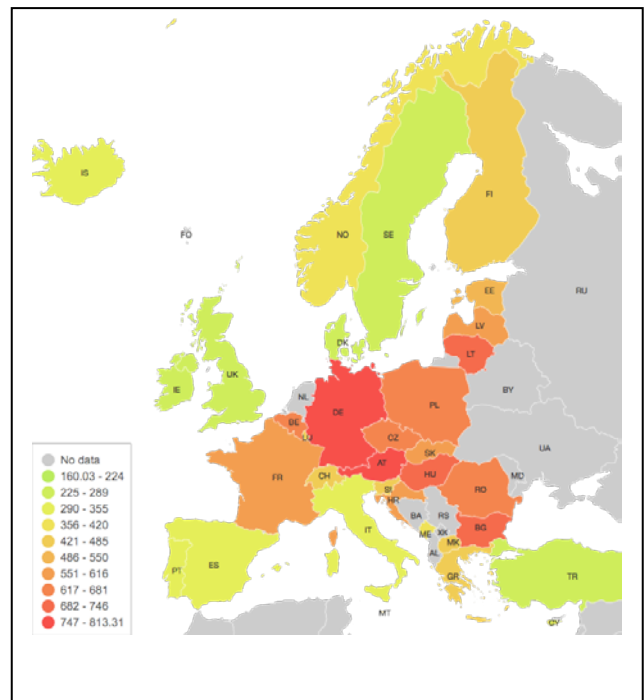 IS
FI
NO
SE
FO
RU
EE
LV
DK
LT
IE
UK
BY
NL
DE
PL
BE
LU
CZ
UA
SK
FR
AT
HU
MD
CH
SI
HR
RO
BA
RS
IT
BG
ME
XK
MK
AL
PT
ES
GR
TR
MT
CY
No data
160.03 - 224
225 - 289
290 - 355
356 - 420
421 - 485
486 - 550
551 - 616
617 - 681
682 - 746
747 - 813.31